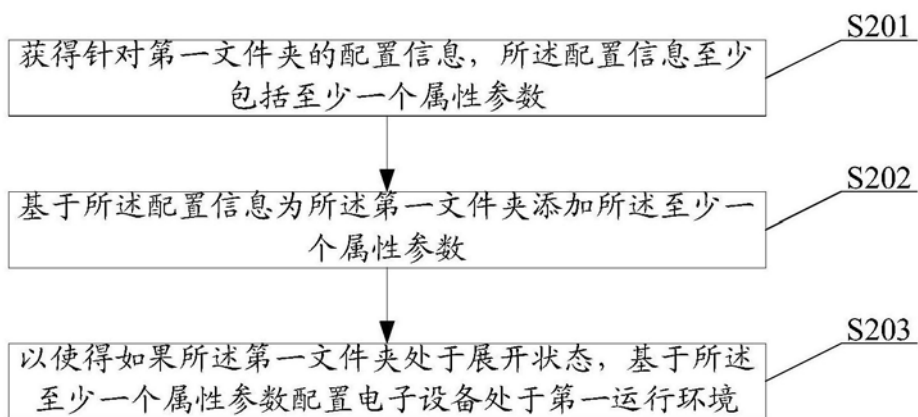 S201
获得针对第一文件夹的配置信息，所述配置信息至少
包括至少一个属性参数
S202
基于所述配置信息为所述第一文件夹添加所述至少一
个属性参数
S203
以使得如果所述第一文件夹处于展开状态，基于所述
至少一个属性参数配置电子设备处于第一运行环境